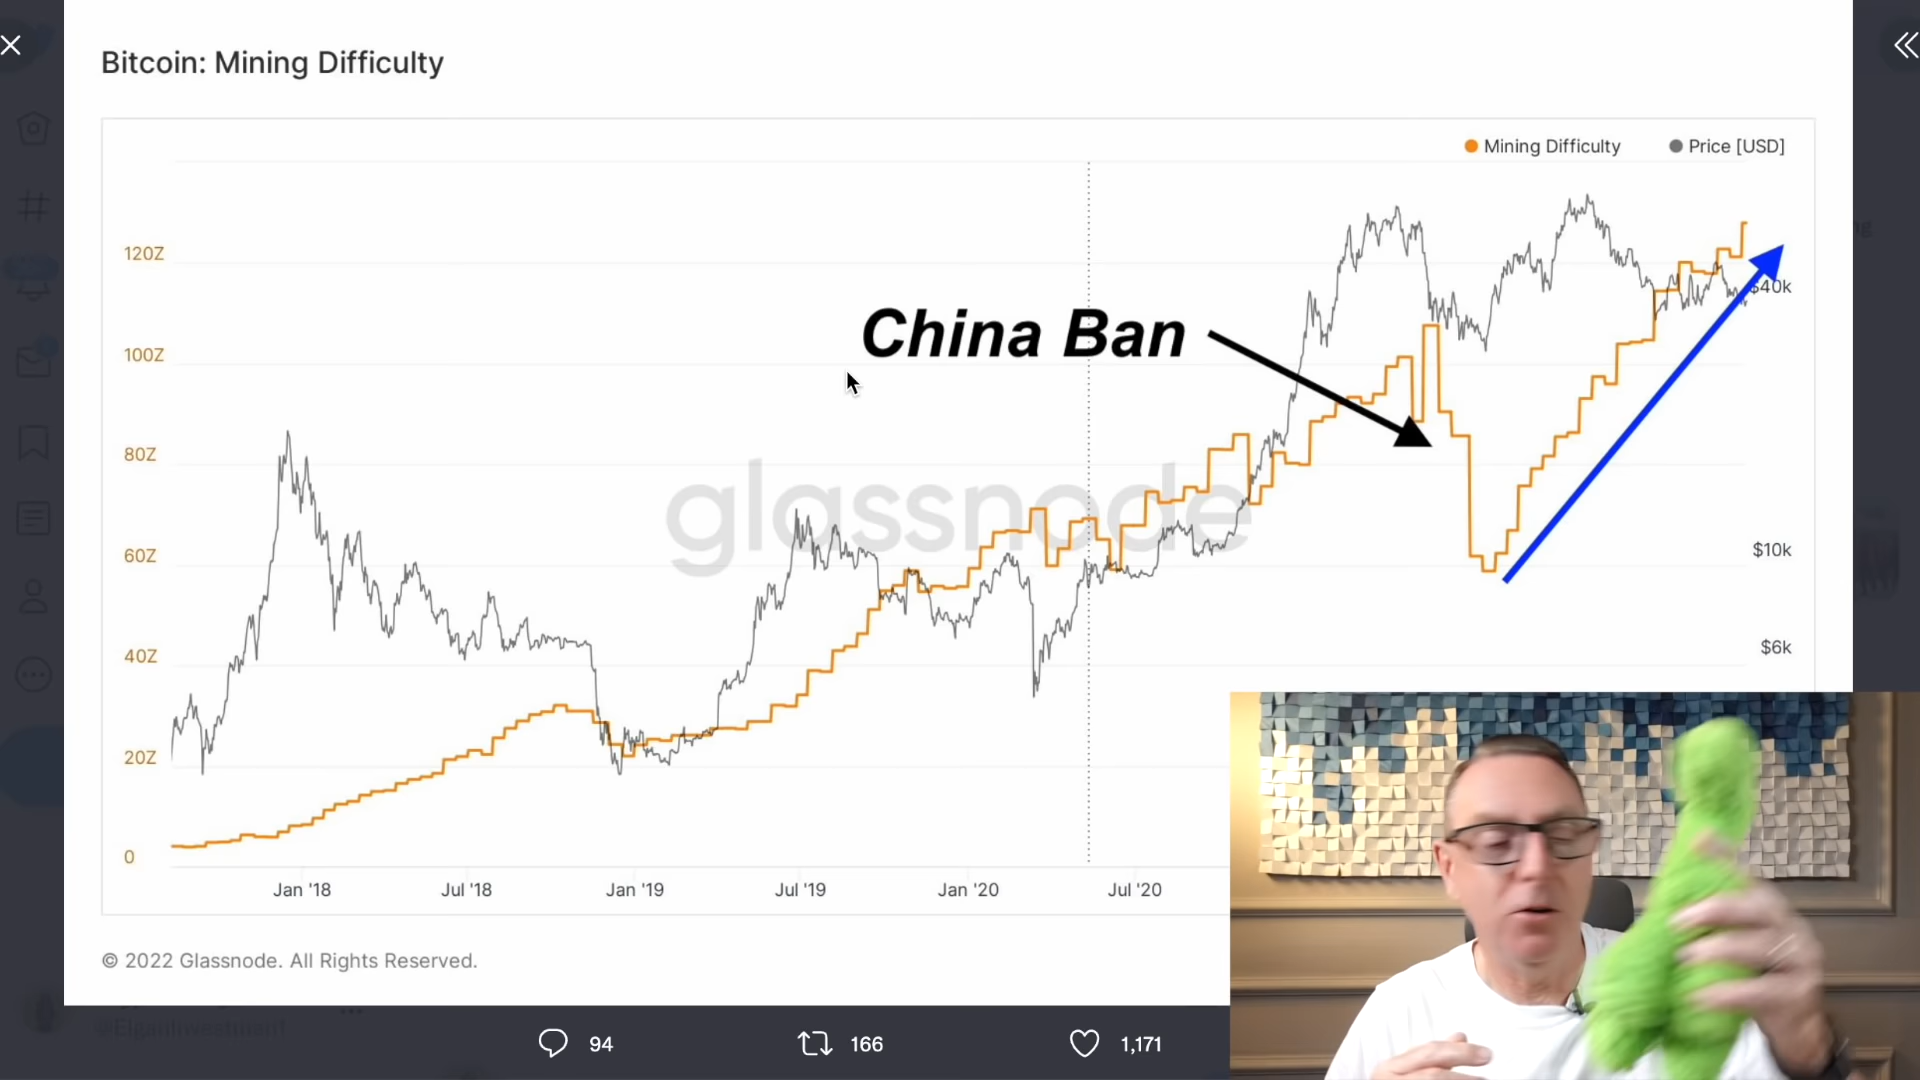 Bitcoin: Mining Difficulty
Mining Difficulty
Price [USD]
120Z
100Z
80Z
60Z
40Z
20Z
0
China Ban
glassnode
$40k
$10k
$6k
Jan '18
Jul '18
Jan '19
Jul '19
Jan '20
Jul '20
© 2022 Glassnode. All Rights Reserved.
94
166
1,171